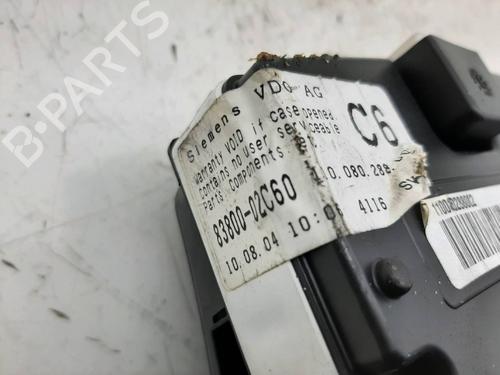 B-PARTS
Siemens VDO AG
warranty void if case opened
contains no user serviceable
Parts Components.
C6
83800-02C60
.080.288
10.08.04 10:0
4116